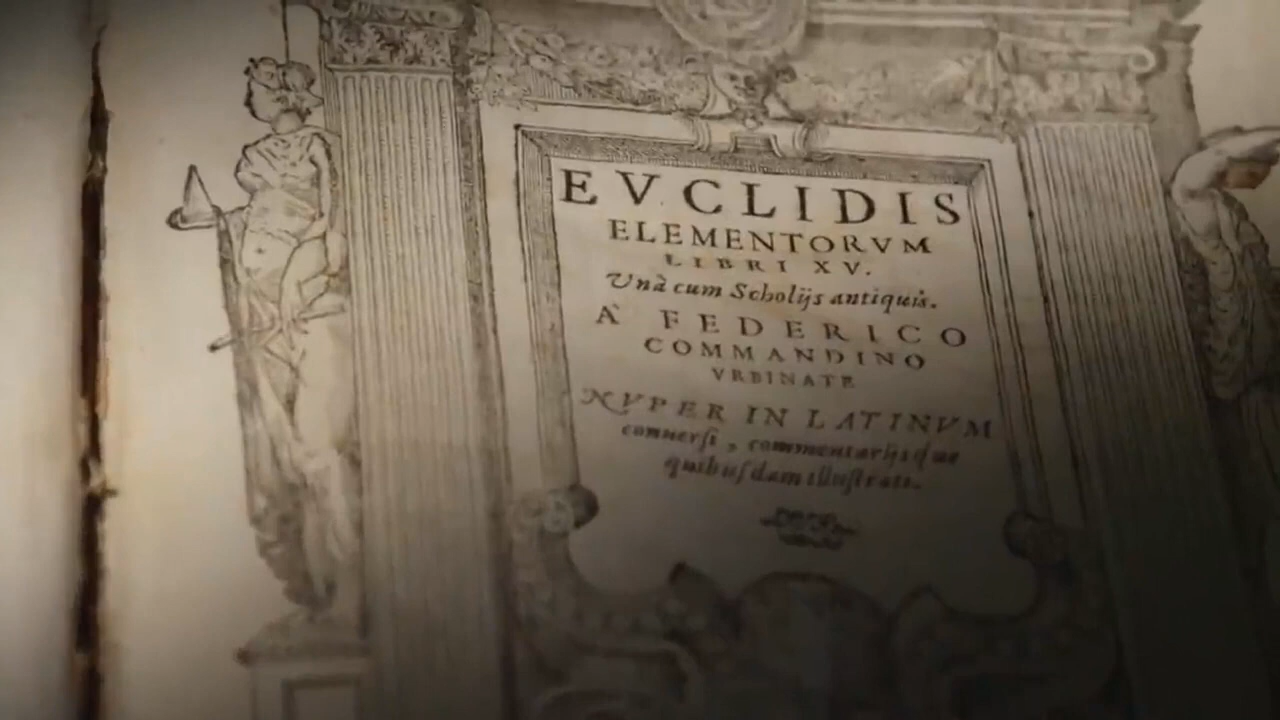 EVCLIDIS
ELEMENTORVM
LIBRI XV.
Vnà cum Scholijs antiquis.
A FEDERICO
COMMANDINO
VRBINATE
NVPER IN LATINVM
conuersi, commentarijsque
quibusdam illustrati.